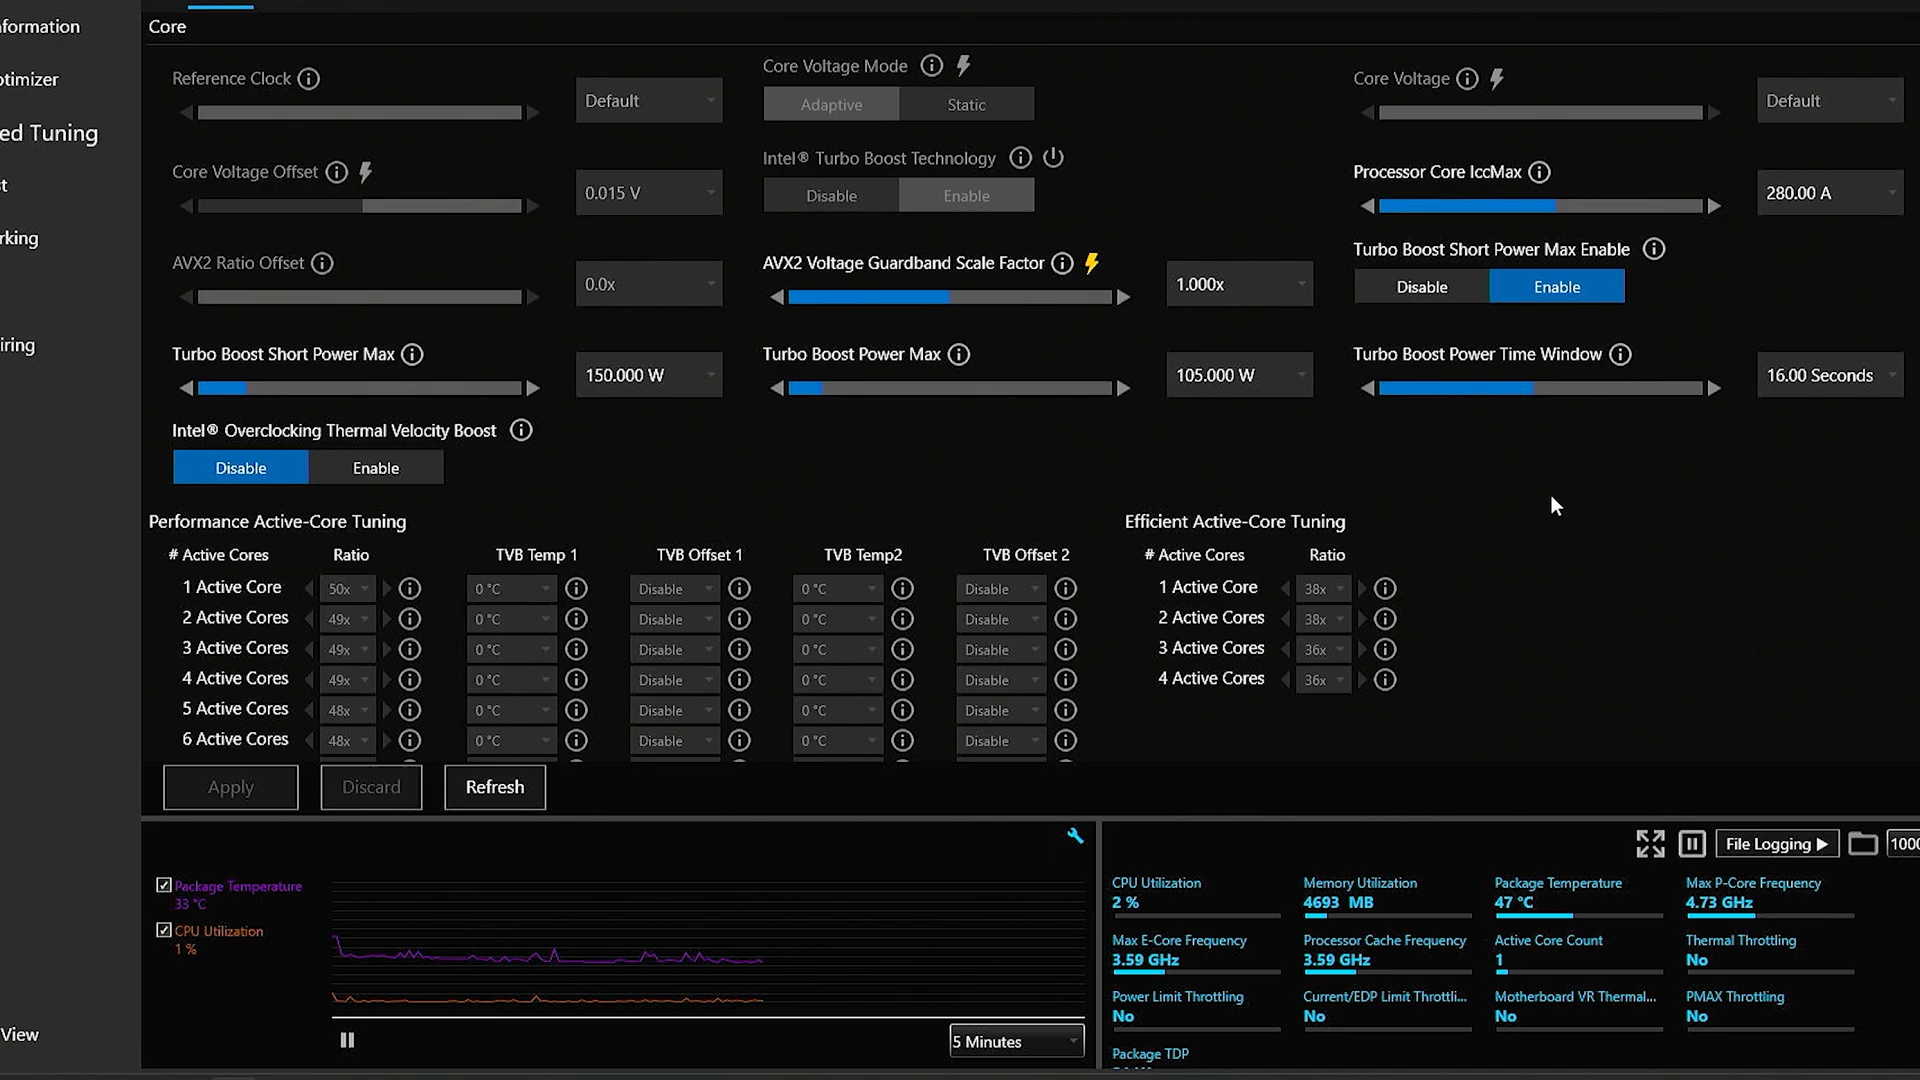 nformation
Core
Reference Clock
Default
Core Voltage Mode
Adaptive Static
Core Voltage
Default
ptimizer
ed Tuning
Core Voltage Offset
0.015 V
Intel® Turbo Boost Technology
Disable Enable
Processor Core IccMax
280.00 A
st
rking
AVX2 Ratio Offset
0.0x
AVX2 Voltage Guardband Scale Factor
1.000x
Turbo Boost Short Power Max Enable
Disable Enable
iring
Turbo Boost Short Power Max
150.000 W
Turbo Boost Power Max
105.000 W
Turbo Boost Power Time Window
16.00 Seconds
Intel® Overclocking Thermal Velocity Boost
Disable Enable
Performance Active-Core Tuning
# Active Cores Ratio TVB Temp 1 TVB Offset 1 TVB Temp2 TVB Offset 2
1 Active Core 50x 0 °C Disable 0 °C Disable
2 Active Cores 49x 0 °C Disable 0 °C Disable
3 Active Cores 49x 0 °C Disable 0 °C Disable
4 Active Cores 49x 0 °C Disable 0 °C Disable
5 Active Cores 48x 0 °C Disable 0 °C Disable
6 Active Cores 48x 0 °C Disable 0 °C Disable
Efficient Active-Core Tuning
# Active Cores Ratio
1 Active Core 38x
2 Active Cores 38x
3 Active Cores 36x
4 Active Cores 36x
Apply Discard Refresh
Package Temperature
33 °C
CPU Utilization
1 %
5 Minutes
View
File Logging 1000
CPU Utilization
2 %
Memory Utilization
4693 MB
Package Temperature
47 °C
Max P-Core Frequency
4.73 GHz
Max E-Core Frequency
3.59 GHz
Processor Cache Frequency
3.59 GHz
Active Core Count
1
Thermal Throttling
No
Power Limit Throttling
No
Current/EDP Limit Throttli...
No
Motherboard VR Thermal...
No
PMAX Throttling
No
Package TDP